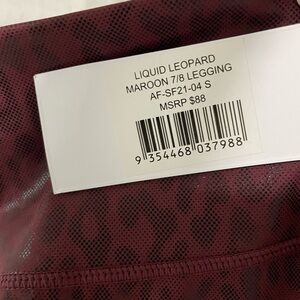 LIQUID LEOPARD
MAROON 7/8 LEGGING
AF-SF21-04 S
MSRP $88
9 354468 037988